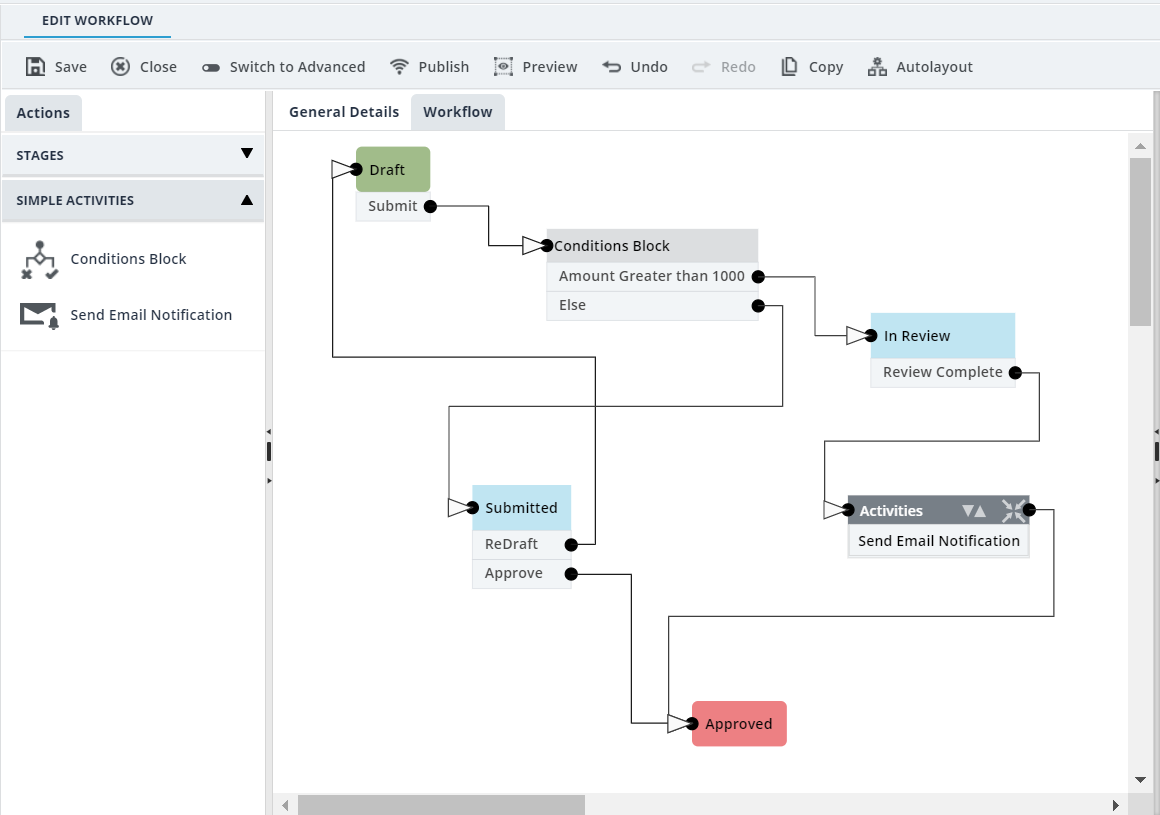 EDIT WORKFLOW
Save Close Switch to Advanced Publish Preview Undo Redo Copy Autolayout
Actions
General Details Workflow
STAGES
SIMPLE ACTIVITIES
Conditions Block
Send Email Notification
Draft
Submit
Conditions Block
Amount Greater than 1000
Else
In Review
Review Complete
Submitted
ReDraft
Approve
Activities
Send Email Notification
Approved